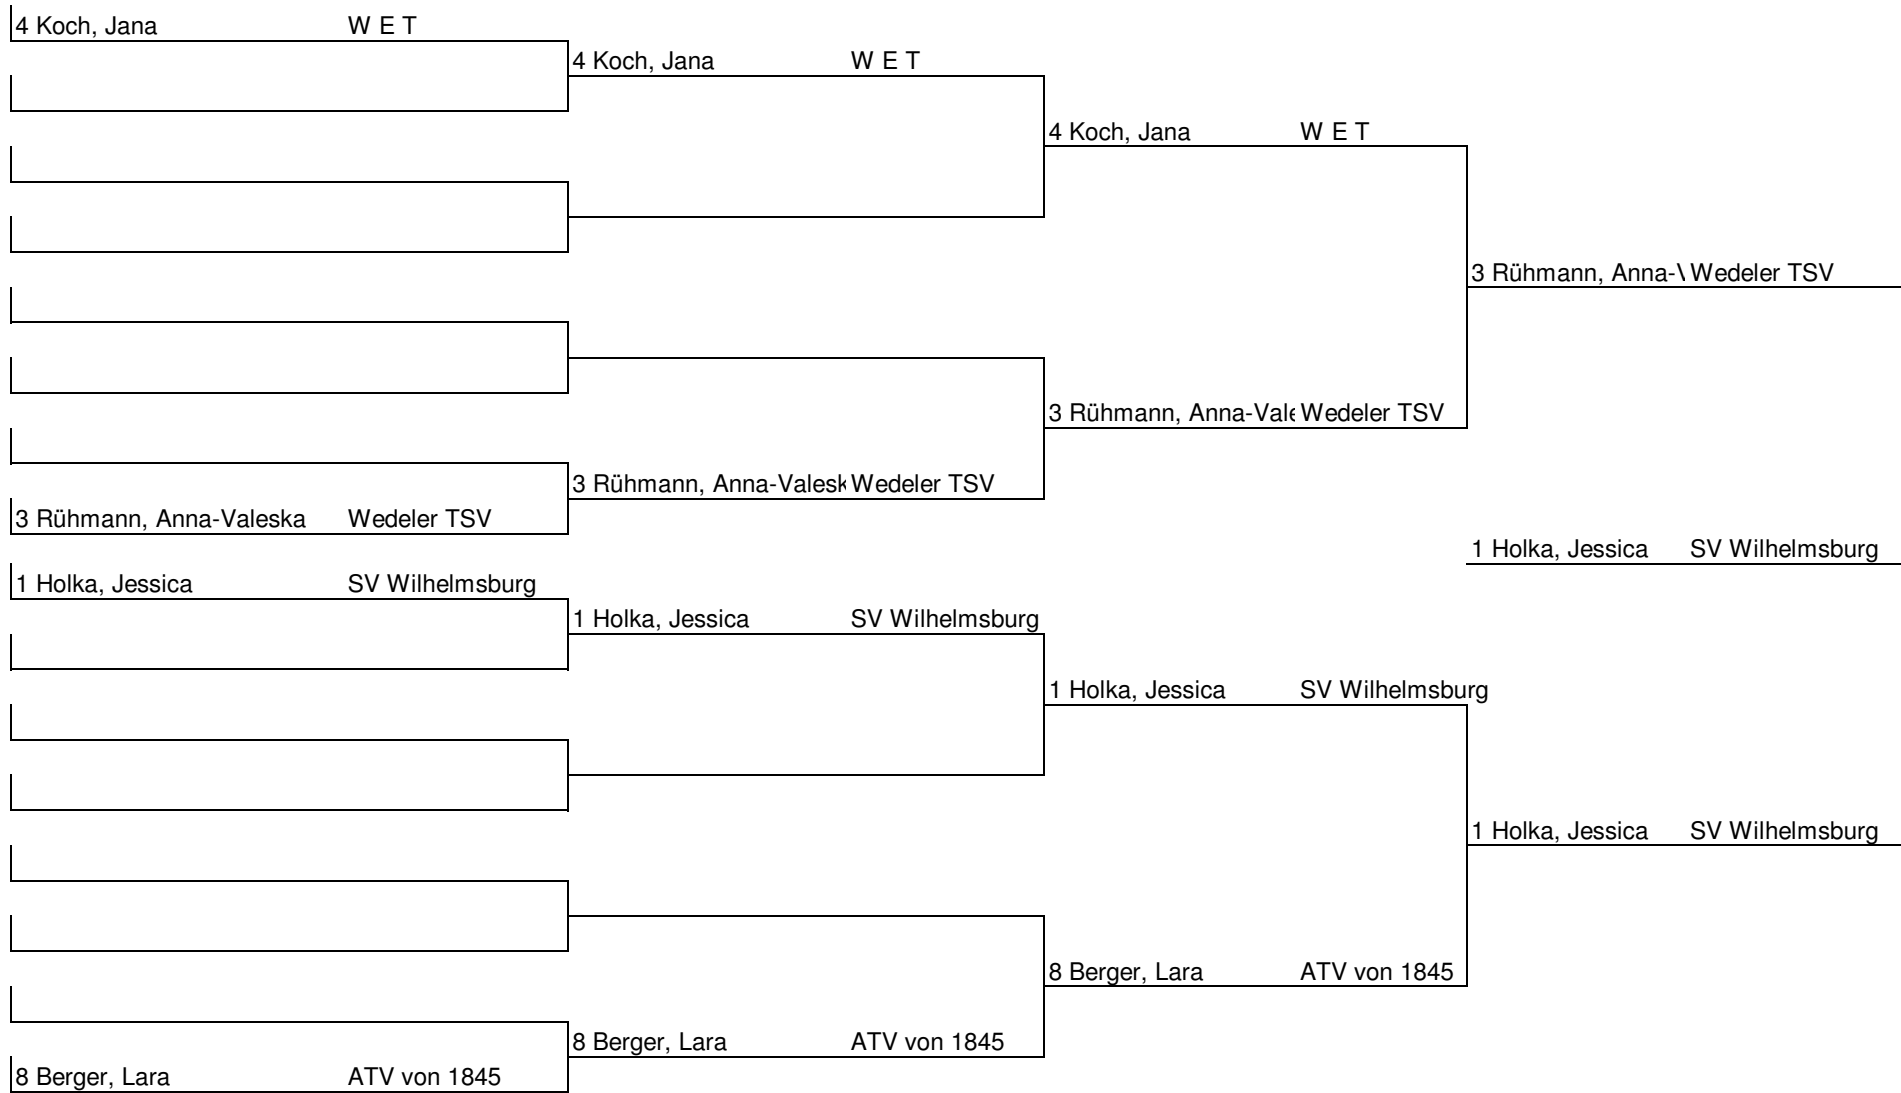 4 Koch, Jana W E T
4 Koch, Jana W E T
4 Koch, Jana W E T
3 Rühmann, Anna-V Wedeler TSV
3 Rühmann, Anna-Vale Wedeler TSV
3 Rühmann, Anna-Valesk Wedeler TSV
3 Rühmann, Anna-Valeska Wedeler TSV
1 Holka, Jessica SV Wilhelmsburg
1 Holka, Jessica SV Wilhelmsburg
1 Holka, Jessica SV Wilhelmsburg
1 Holka, Jessica SV Wilhelmsburg
1 Holka, Jessica SV Wilhelmsburg
8 Berger, Lara ATV von 1845
8 Berger, Lara ATV von 1845
8 Berger, Lara ATV von 1845